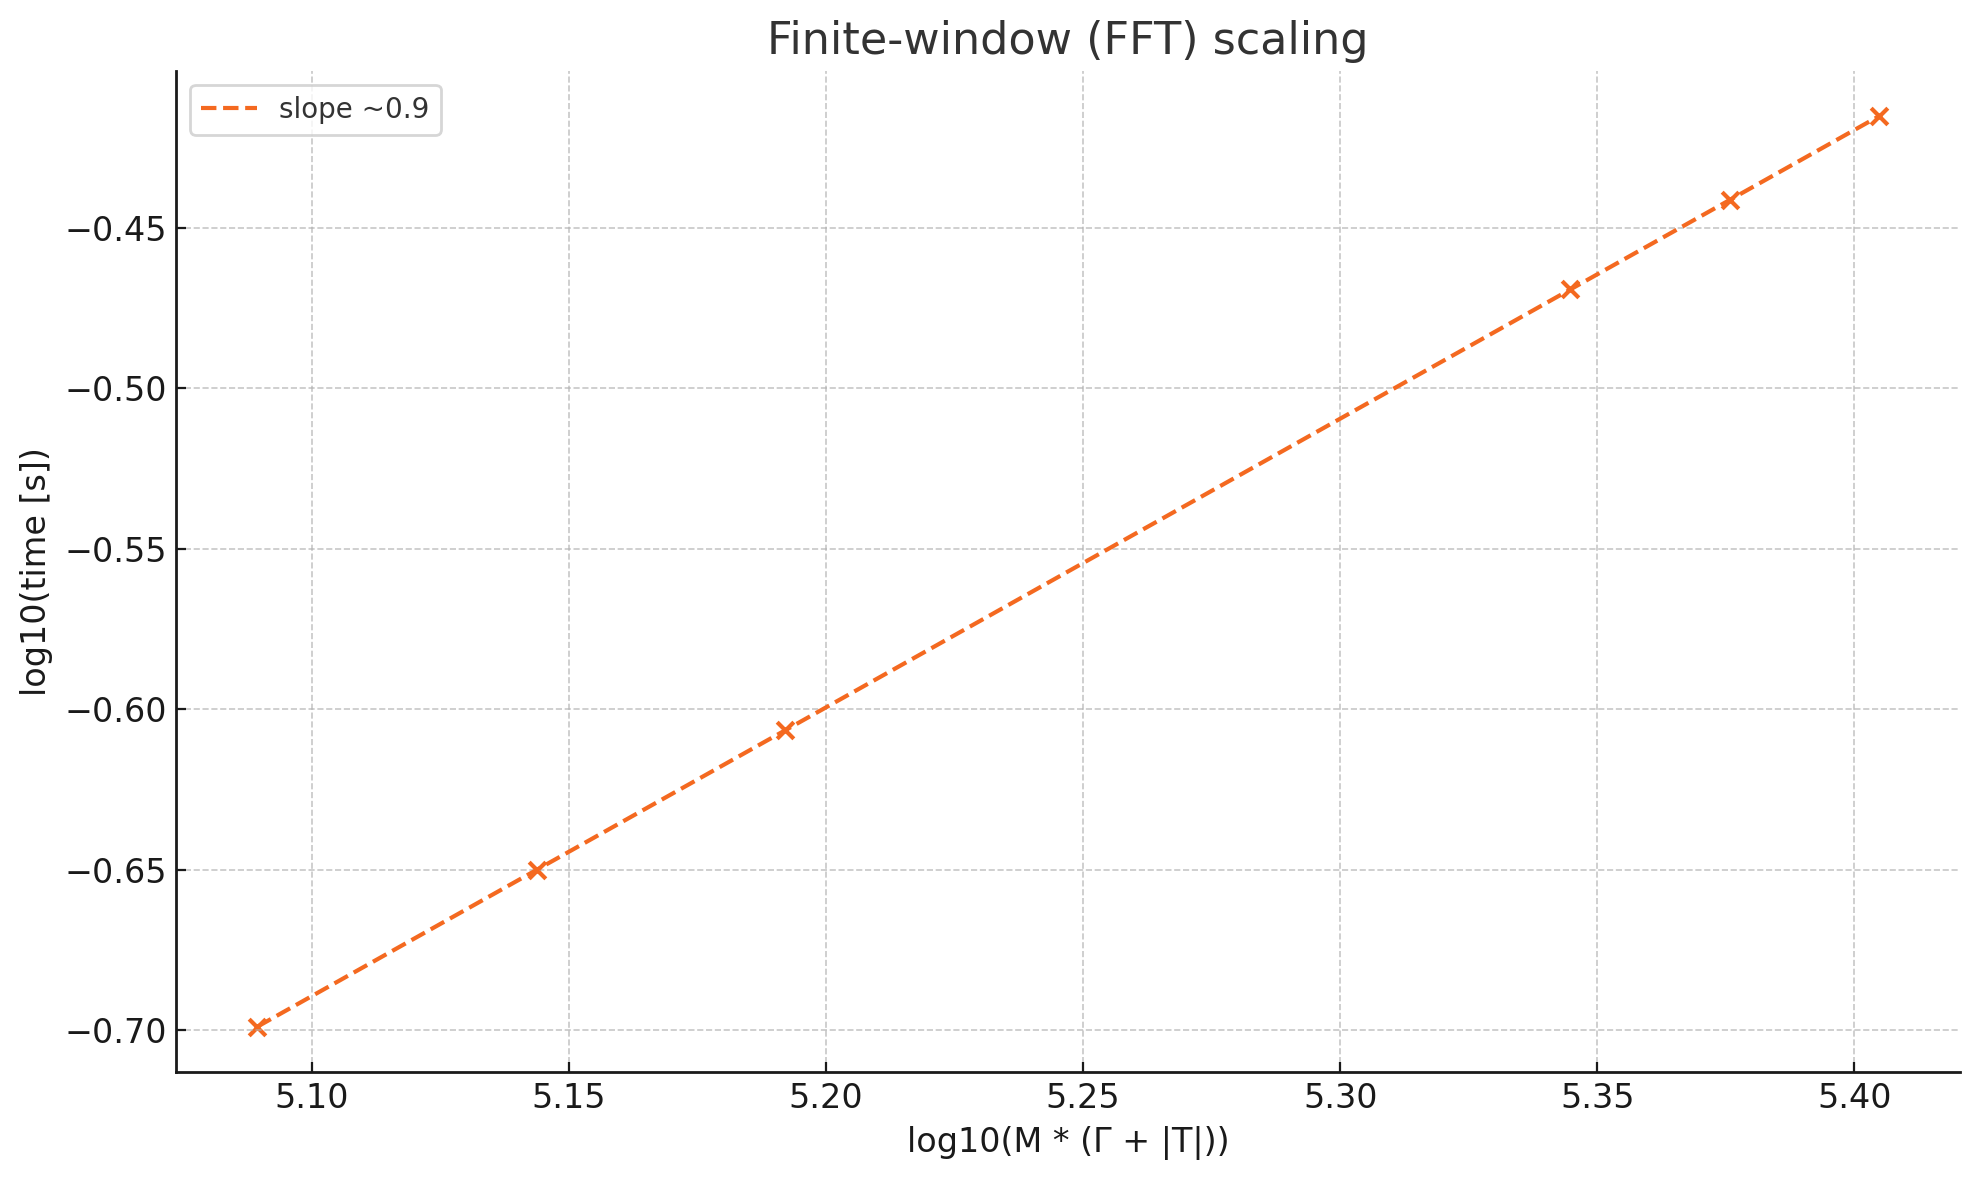 Finite-window (FFT) scaling
slope ~0.9
log10(time [s])
−0.45
−0.50
−0.55
−0.60
−0.65
−0.70
5.10 5.15 5.20 5.25 5.30 5.35 5.40
log10(M * (Γ + |T|))